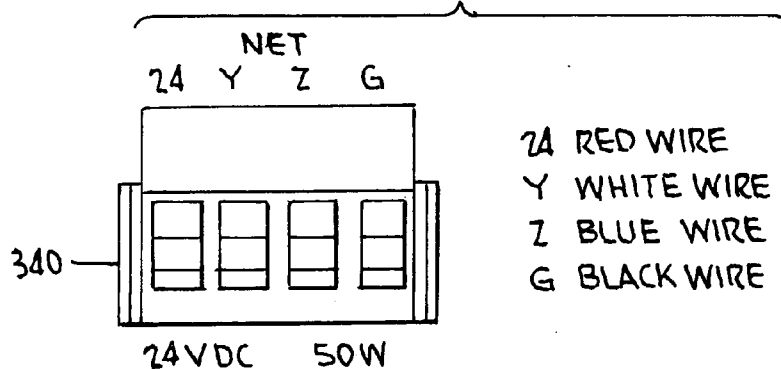 NET
24 Y Z G
24 RED WIRE
Y WHITE WIRE
Z BLUE WIRE
G BLACK WIRE
340
24VDC 50W